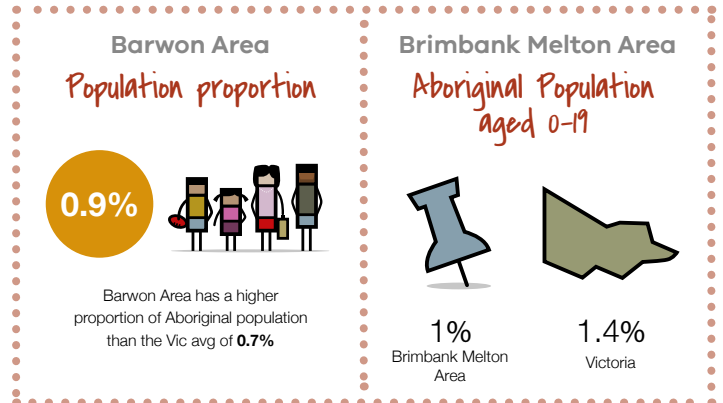 Barwon Area
Population proportion
0.9%
Barwon Area has a higher
proportion of Aboriginal population
than the Vic avg of 0.7%
Brimbank Melton Area
Aboriginal Population
aged 0-19
1%
Brimbank Melton
Area
1.4%
Victoria